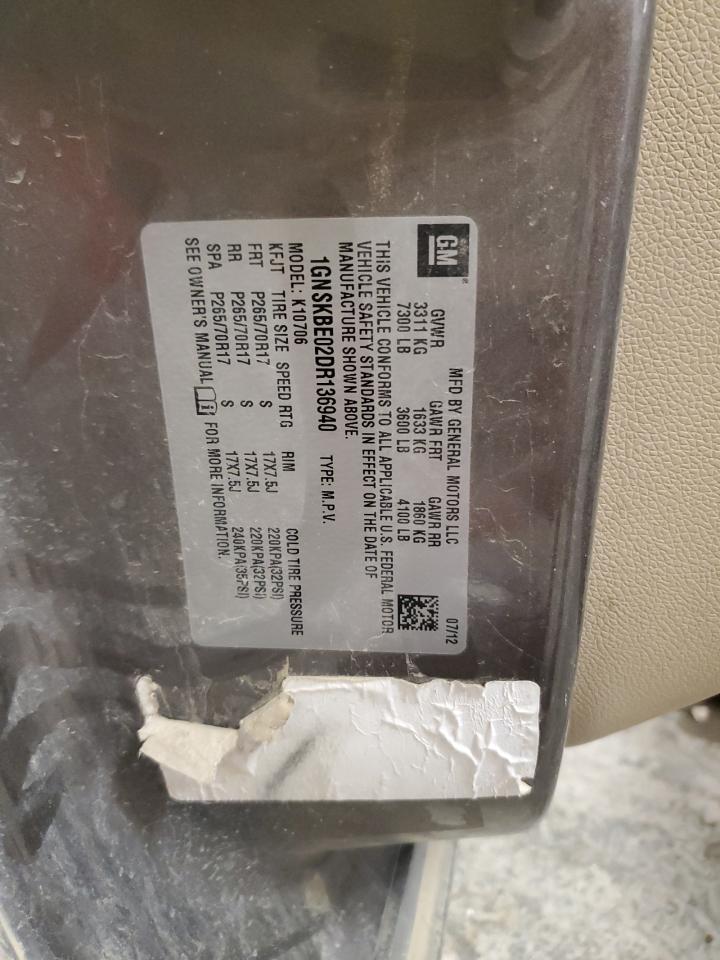 GM®
MFD BY GENERAL MOTORS LLC 07/12
GVWR GAWR FRT GAWR RR
3311 KG 1633 KG 1860 KG
7300 LB 3600 LB 4100 LB
THIS VEHICLE CONFORMS TO ALL APPLICABLE U.S. FEDERAL MOTOR
VEHICLE SAFETY STANDARDS IN EFFECT ON THE DATE OF
MANUFACTURE SHOWN ABOVE.
1GNSKBE02DR136940 TYPE: M.P.V.
MODEL: K10706
KFJT TIRE SIZE SPEED RTG RIM COLD TIRE PRESSURE
FRT P265/70R17 S 17X7.5J 220KPA(32PSI)
RR P265/70R17 S 17X7.5J 220KPA(32PSI)
SPA P265/70R17 S 17X7.5J 240KPA(35PSI)
SEE OWNER'S MANUAL FOR MORE INFORMATION.